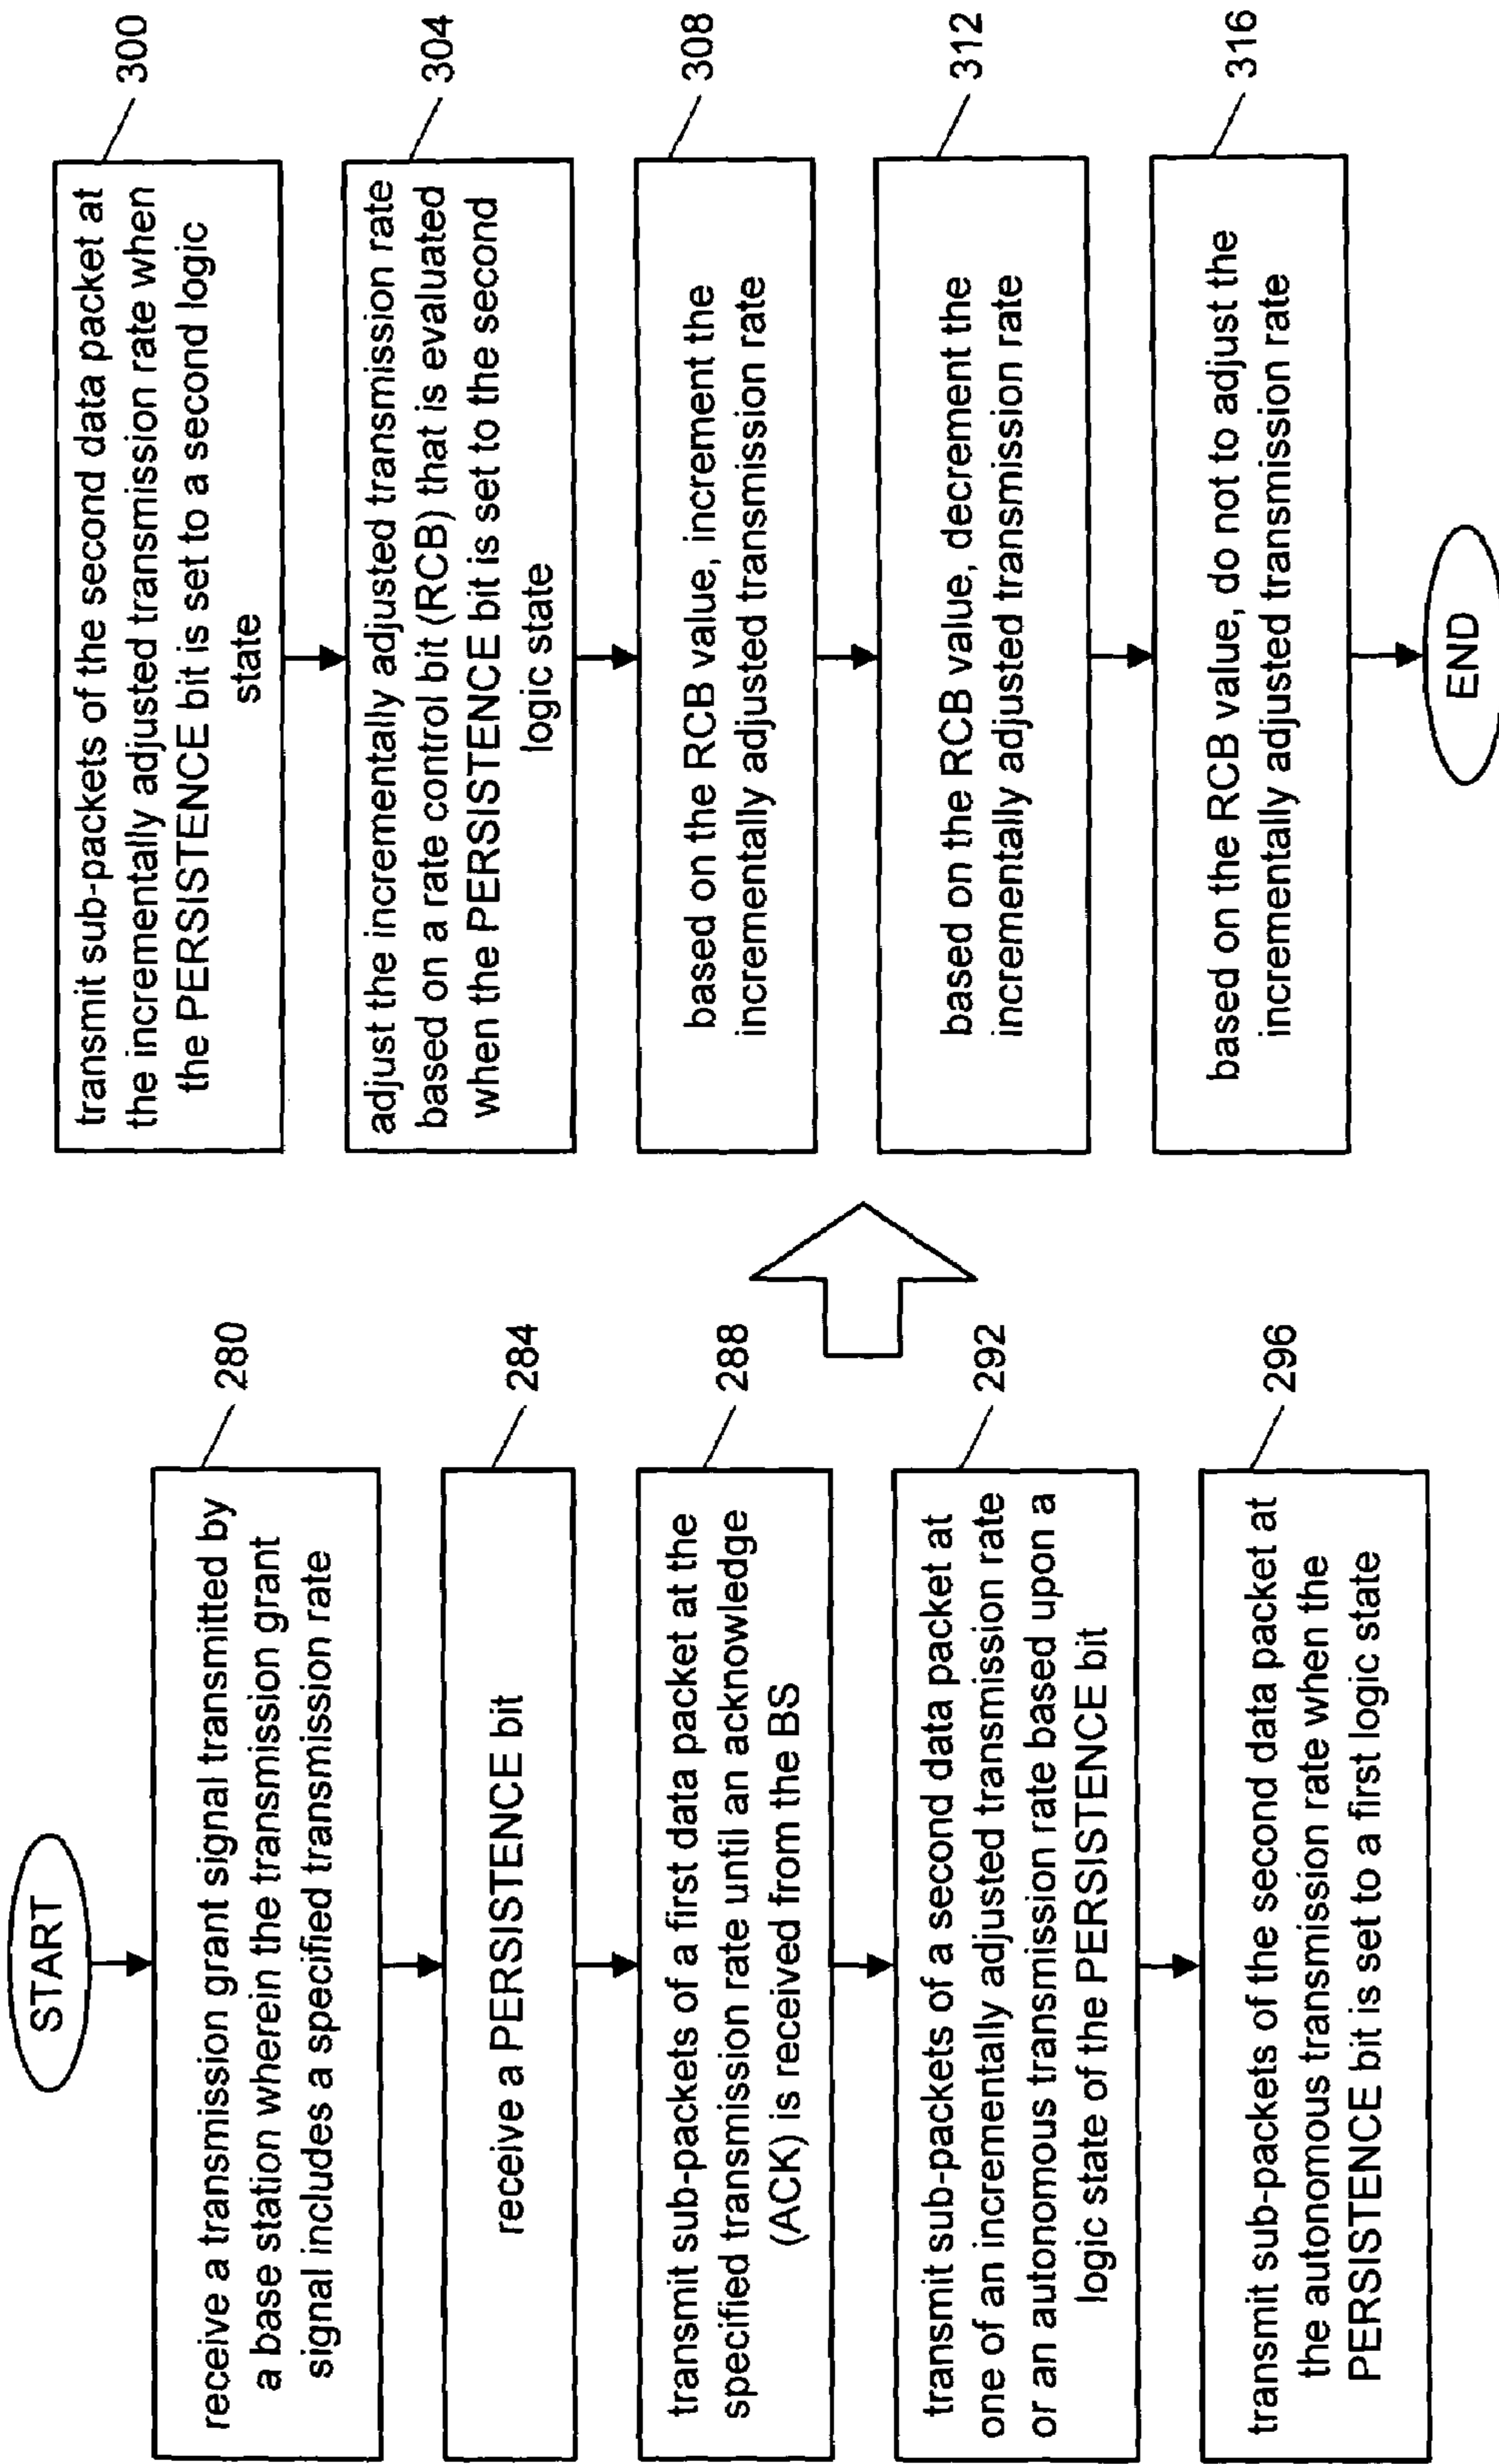 START
receive a transmission grant signal transmitted by
a base station wherein the transmission grant
signal includes a specified transmission rate
280
receive a PERSISTENCE bit
284
transmit sub-packets of a first data packet at the
specified transmission rate until an acknowledge
(ACK) is received from the BS
288
transmit sub-packets of a second data packet at
one of an incrementally adjusted transmission rate
or an autonomous transmission rate based upon a
logic state of the PERSISTENCE bit
292
transmit sub-packets of the second data packet at
the autonomous transmission rate when the
PERSISTENCE bit is set to a first logic state
296
transmit sub-packets of the second data packet at
the incrementally adjusted transmission rate when
the PERSISTENCE bit is set to a second logic
state
300
adjust the incrementally adjusted transmission rate
based on a rate control bit (RCB) that is evaluated
when the PERSISTENCE bit is set to the second
logic state
304
based on the RCB value, increment the
incrementally adjusted transmission rate
308
based on the RCB value, decrement the
incrementally adjusted transmission rate
312
based on the RCB value, do not to adjust the
incrementally adjusted transmission rate
316
END